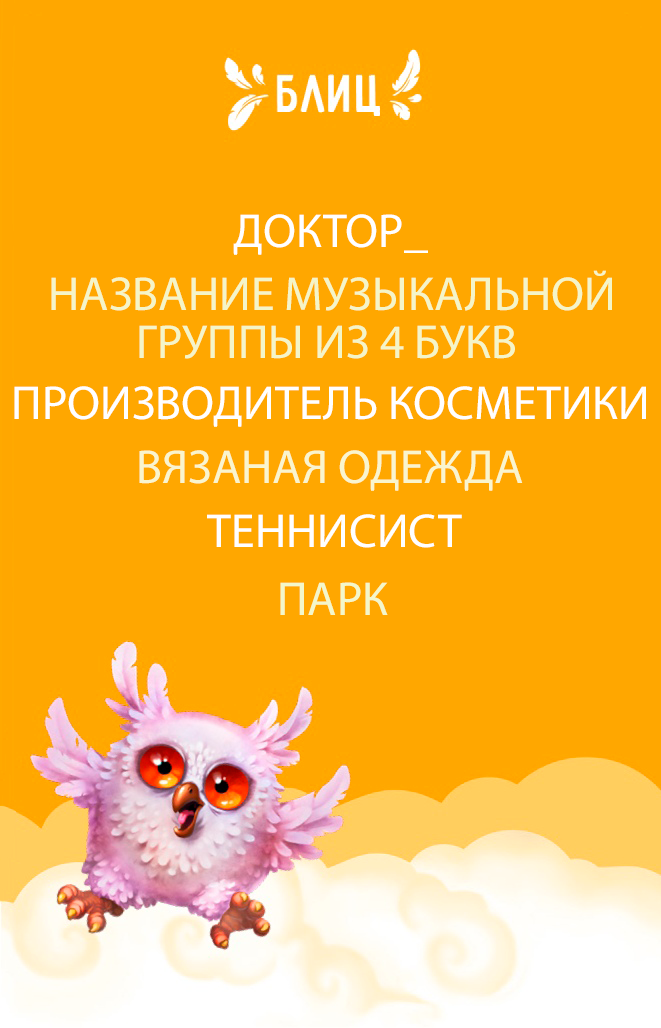 БЛИЦ
ДОКТОР_
НАЗВАНИЕ МУЗЫКАЛЬНОЙ
ГРУППЫ ИЗ 4 БУКВ
ПРОИЗВОДИТЕЛЬ КОСМЕТИКИ
ВЯЗАНАЯ ОДЕЖДА
ТЕННИСИСТ
ПАРК